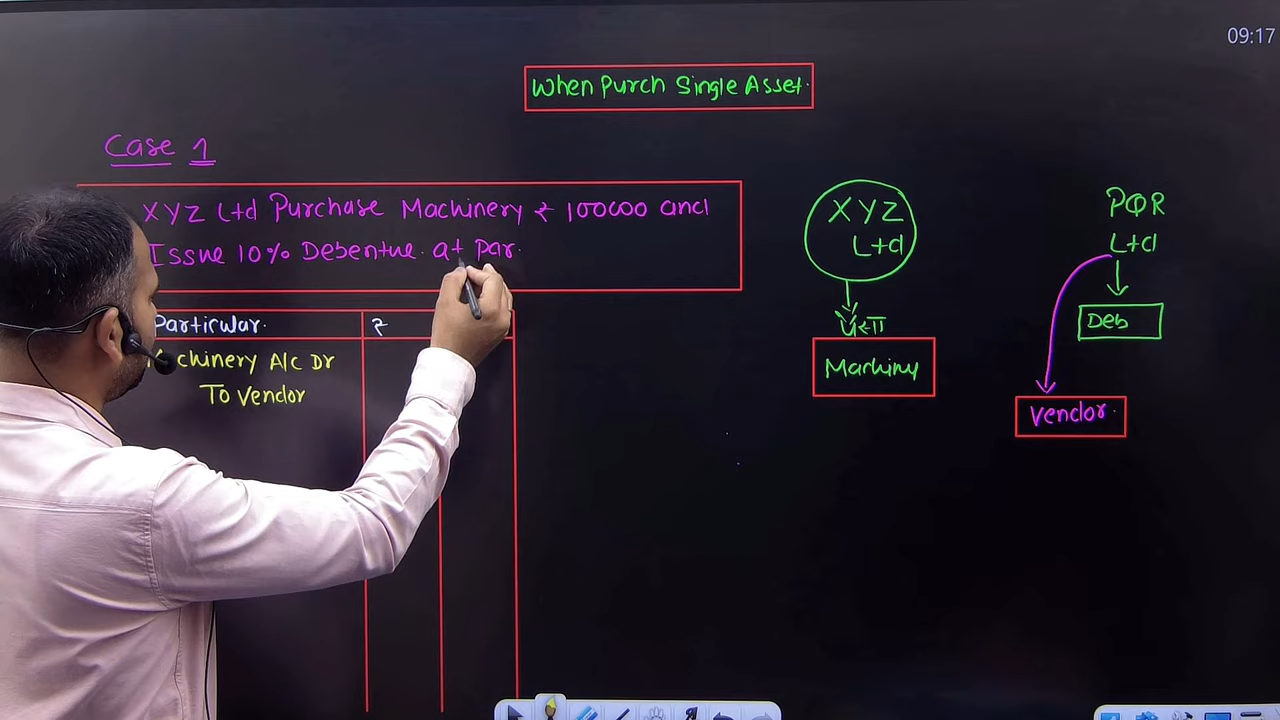 09:17
When Purch Single Asset.
Case 1
XYZ Ltd Purchase Machinery ₹ 100000 and
Issue 10% Debenture at par.
Particular.
₹
chinery A/c Dr
To Vendor
XYZ
Ltd
Machiny
PQR
Ltd
Deb
Vendor.